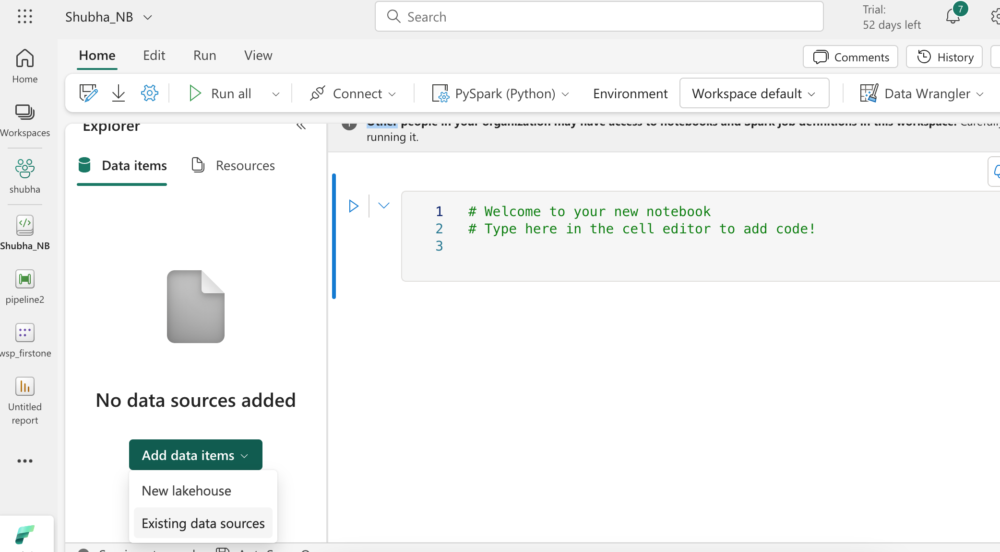 Shubha_NB
Search
Trial:
52 days left
7
Home
Edit
Run
View
Comments
History
Run all
Connect
PySpark (Python)
Environment
Workspace default
Data Wrangler
Home
Workspaces
shubha
Shubha_NB
pipeline2
wsp_firstone
Untitled
report
Explorer
Data items
Resources
No data sources added
Add data items
New lakehouse
Existing data sources
Other people in your organization may have access to notebooks and Spark job definitions in this workspace. Carefully
running it.
1 # Welcome to your new notebook
2 # Type here in the cell editor to add code!
3